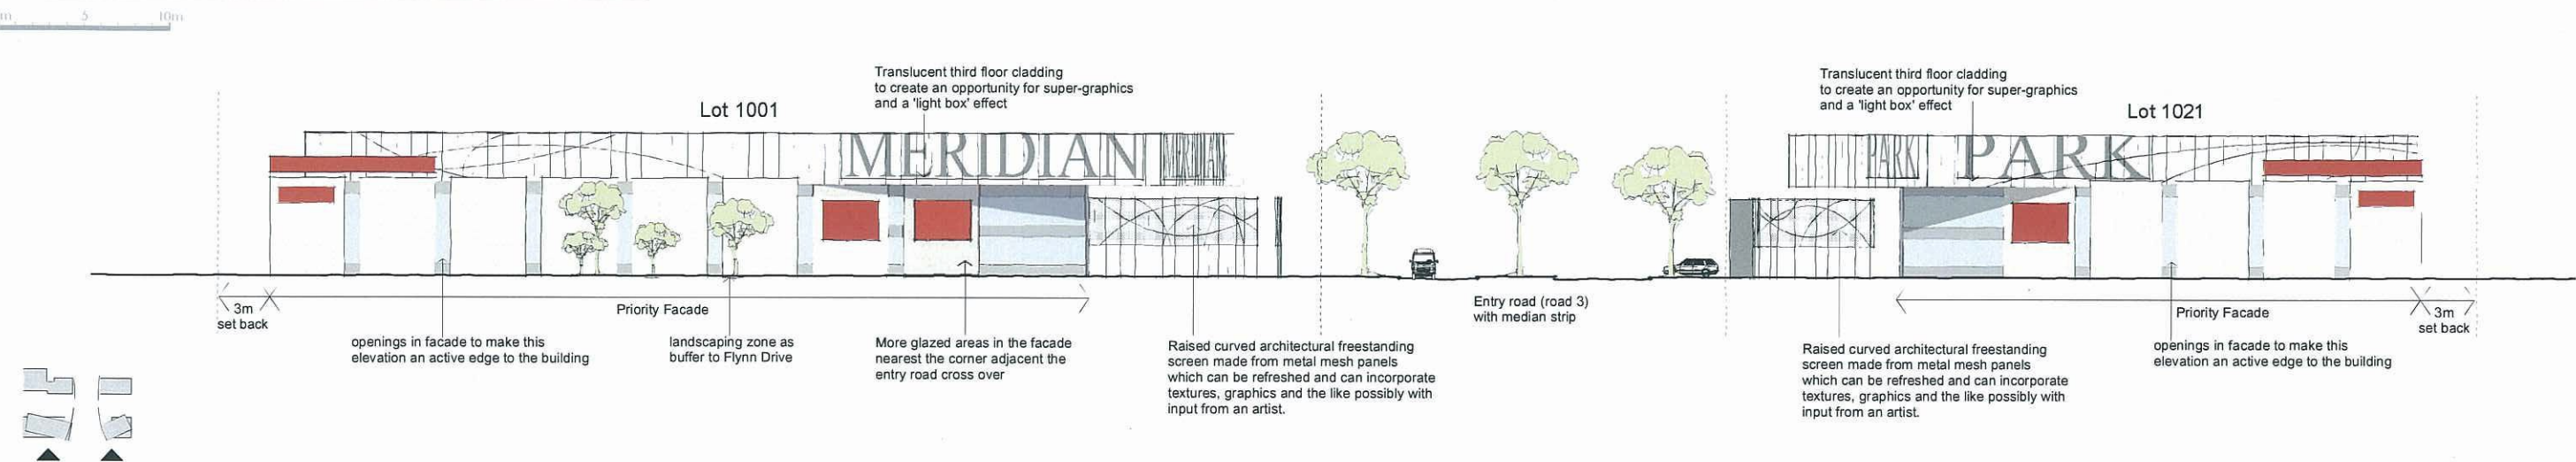 m 5 10m
Translucent third floor cladding
to create an opportunity for super-graphics
and a 'light box' effect
Lot 1001
MERIDIAN
MERIDIAN
3m
set back
Priority Facade
openings in facade to make this
elevation an active edge to the building
landscaping zone as
buffer to Flynn Drive
More glazed areas in the facade
nearest the corner adjacent the
entry road cross over
Raised curved architectural freestanding
screen made from metal mesh panels
which can be refreshed and can incorporate
textures, graphics and the like possibly with
input from an artist.
Entry road (road 3)
with median strip
Translucent third floor cladding
to create an opportunity for super-graphics
and a 'light box' effect
Lot 1021
PARK
PARK
Priority Facade
3m
set back
Raised curved architectural freestanding
screen made from metal mesh panels
which can be refreshed and can incorporate
textures, graphics and the like possibly with
input from an artist.
openings in facade to make this
elevation an active edge to the building